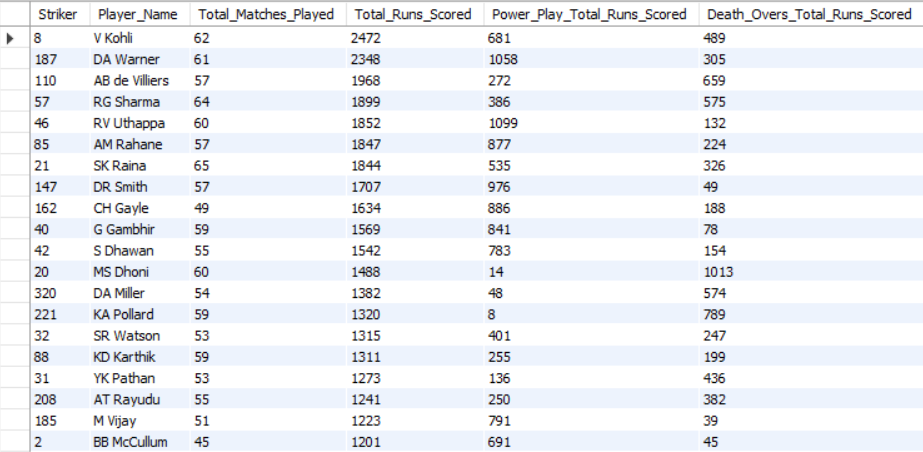 Striker Player_Name Total_Matches_Played Total_Runs_Scored Power_Play_Total_Runs_Scored Death_Overs_Total_Runs_Scored
8 V Kohli 62 2472 681 489
187 DA Warner 61 2348 1058 305
110 AB de Villiers 57 1968 272 659
57 RG Sharma 64 1899 386 575
46 RV Uthappa 60 1852 1099 132
85 AM Rahane 57 1847 877 224
21 SK Raina 65 1844 535 326
147 DR Smith 57 1707 976 49
162 CH Gayle 49 1634 886 188
40 G Gambhir 59 1569 841 78
42 S Dhawan 55 1542 783 154
20 MS Dhoni 60 1488 14 1013
320 DA Miller 54 1382 48 574
221 KA Pollard 59 1320 8 789
32 SR Watson 53 1315 401 247
88 KD Karthik 59 1311 255 199
31 YK Pathan 53 1273 136 436
208 AT Rayudu 55 1241 250 382
185 M Vijay 51 1223 791 39
2 BB McCullum 45 1201 691 45